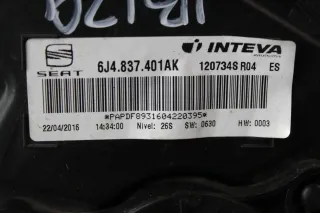 IBIZA
SEAT
6J4.837.401AK
INTEVA
120734S R04 ES
*PAPDF8931604220395*
22/04/2016 14:34:00 Nivel: 26S SW: 0630 HW: 0003